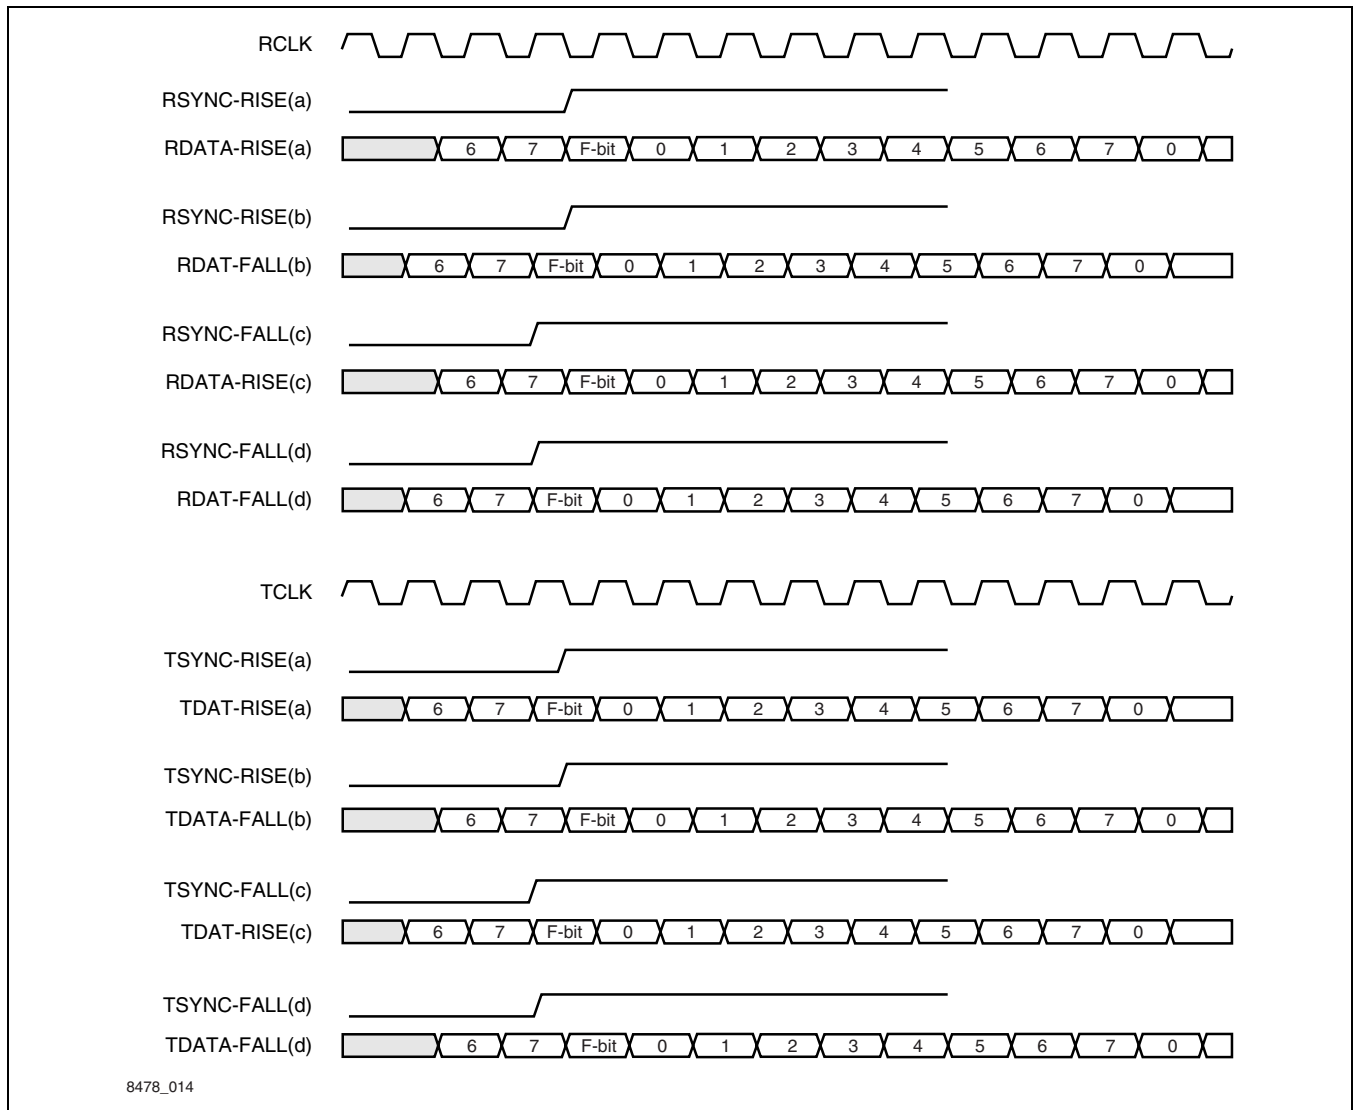 RCLK
RSYNC-RISE(a)
RDATA-RISE(a) 6 7 F-bit 0 1 2 3 4 5 6 7 0
RSYNC-RISE(b)
RDAT-FALL(b) 6 7 F-bit 0 1 2 3 4 5 6 7 0
RSYNC-FALL(c)
RDATA-RISE(c) 6 7 F-bit 0 1 2 3 4 5 6 7 0
RSYNC-FALL(d)
RDAT-FALL(d) 6 7 F-bit 0 1 2 3 4 5 6 7 0
TCLK
TSYNC-RISE(a)
TDAT-RISE(a) 6 7 F-bit 0 1 2 3 4 5 6 7 0
TSYNC-RISE(b)
TDATA-FALL(b) 6 7 F-bit 0 1 2 3 4 5 6 7 0
TSYNC-FALL(c)
TDAT-RISE(c) 6 7 F-bit 0 1 2 3 4 5 6 7 0
TSYNC-FALL(d)
TDATA-FALL(d) 6 7 F-bit 0 1 2 3 4 5 6 7 0
8478_014